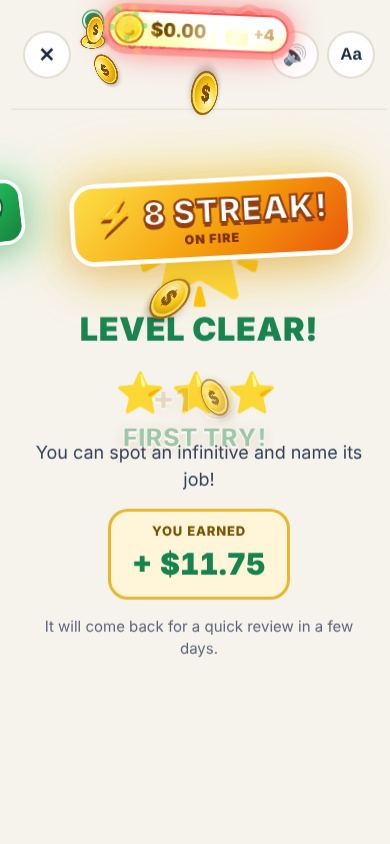 $0.00
+4
Aa
8 STREAK!
ON FIRE
LEVEL CLEAR!
FIRST TRY!
You can spot an infinitive and name its
job!
YOU EARNED
+ $11.75
It will come back for a quick review in a few
days.